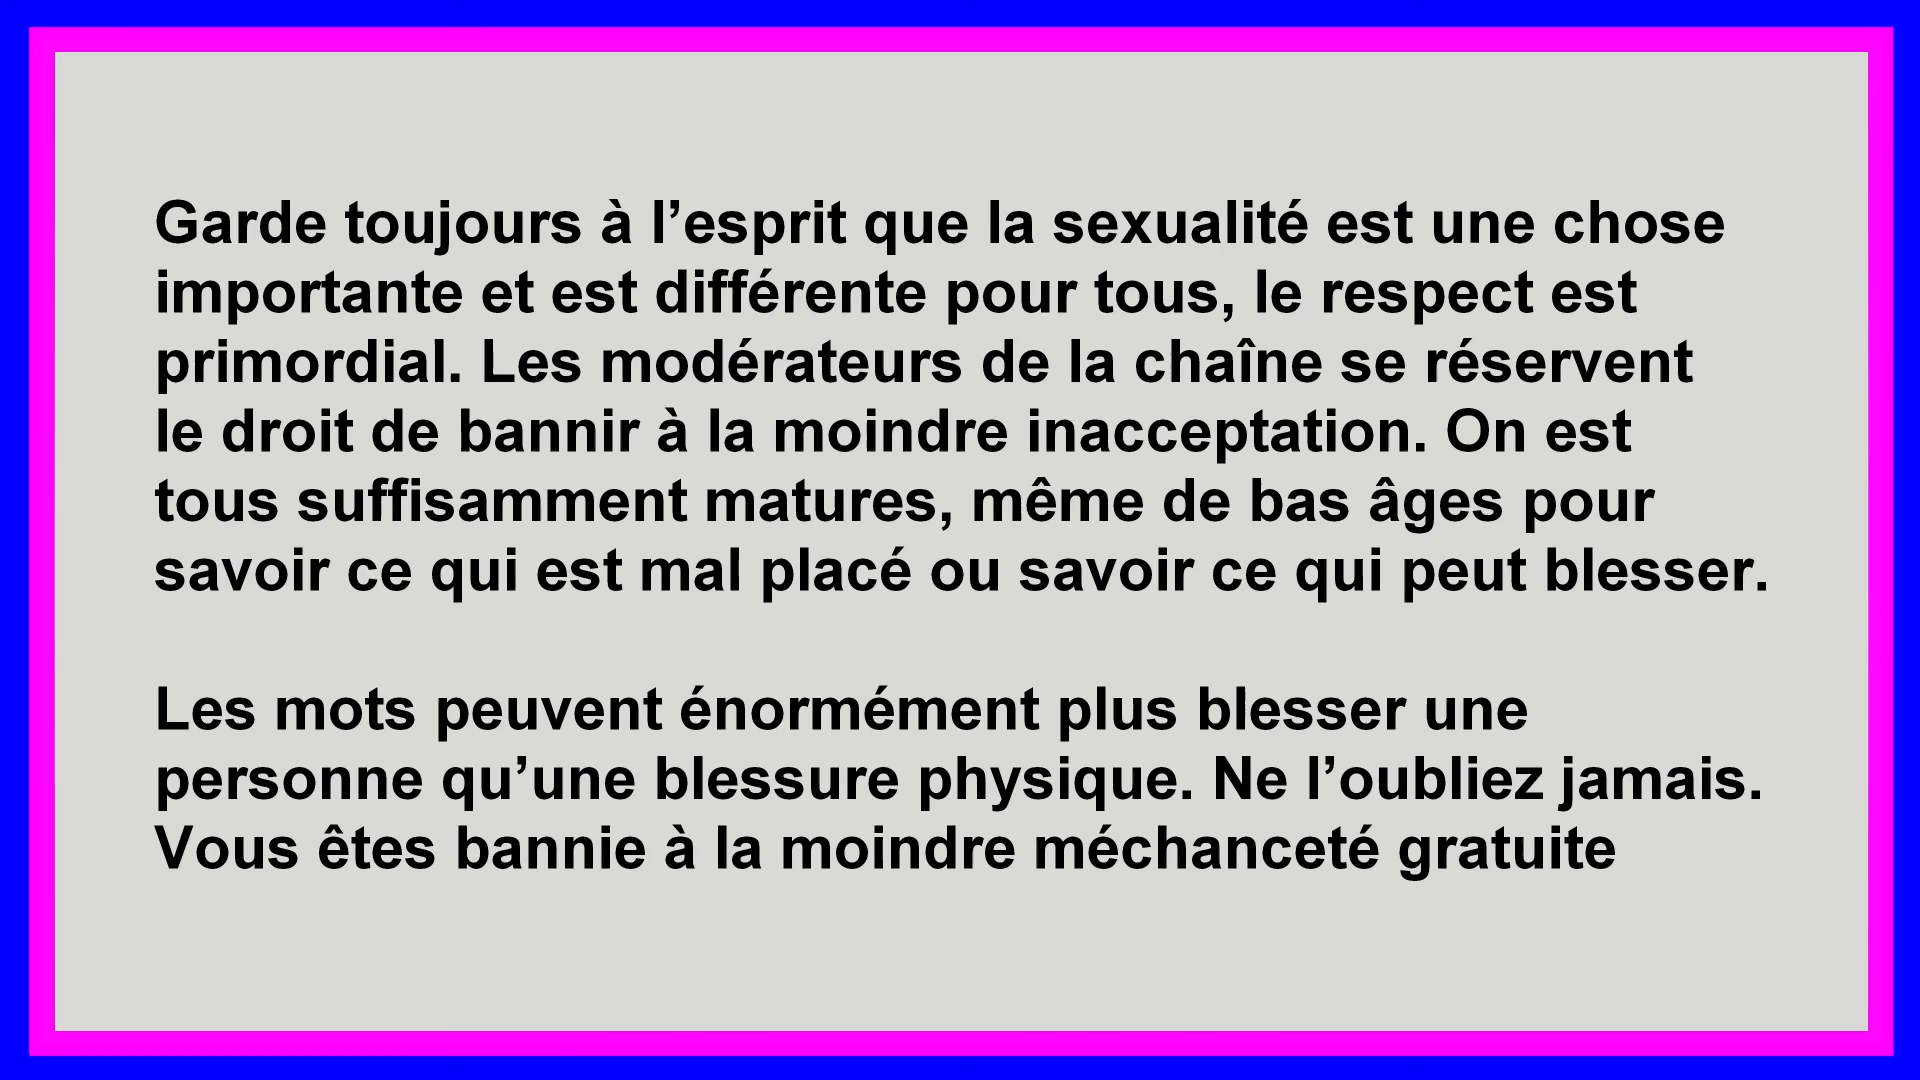 Garde toujours à l’esprit que la sexualité est une chose
importante et est différente pour tous, le respect est
primordial. Les modérateurs de la chaîne se réservent
le droit de bannir à la moindre inacceptation. On est
tous suffisamment matures, même de bas âges pour
savoir ce qui est mal placé ou savoir ce qui peut blesser.
Les mots peuvent énormément plus blesser une
personne qu’une blessure physique. Ne l’oubliez jamais.
Vous êtes bannie à la moindre méchanceté gratuite